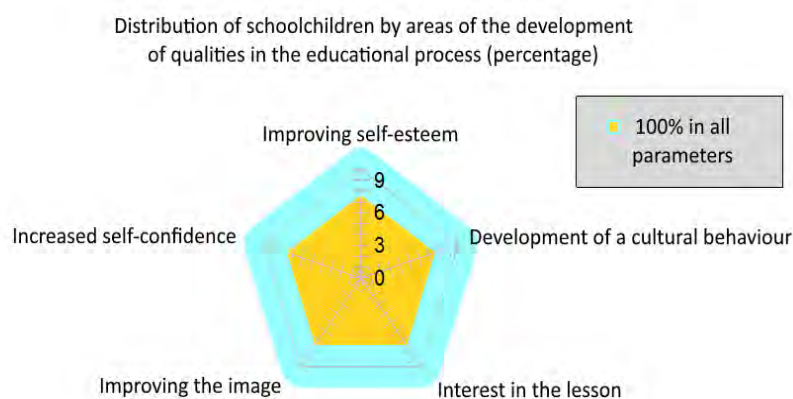 Distribution of schoolchildren by areas of the development
of qualities in the educational process (percentage)
100% in all
parameters
Improving self-esteem
9
6
3
0
Increased self-confidence
Development of a cultural behaviour
Improving the image
Interest in the lesson